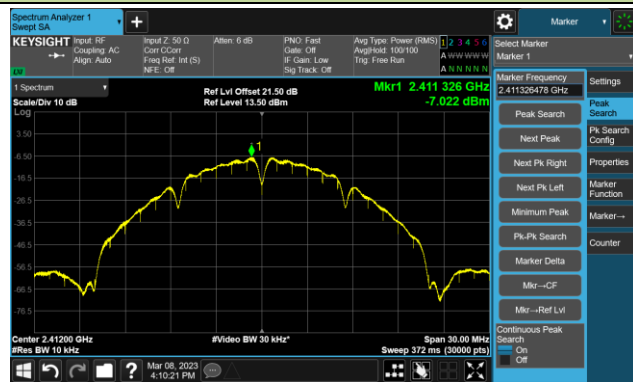 Spectrum Analyzer 1
Swept SA
Marker
KEYSIGHT
Input: RF
Coupling: AC
Align: Auto
Input Z: 50 Ω
Corr CCorr
Freq Ref: Int (S)
NFE: Off
Atten: 6 dB
PNO: Fast
Gate: Off
IF Gain: Low
Sig Track: Off
Avg Type: Power (RMS)
Avg|Hold: 100/100
Trig: Free Run
1 2 3 4 5 6
A W W W W W
A N N N N N
LXI
Select Marker
Marker 1
1 Spectrum
Scale/Div 10 dB
Log
Ref Lvl Offset 21.50 dB
Ref Level 13.50 dBm
Mkr1 2.411 326 GHz
-7.022 dBm
3.50
-6.50
-16.5
-26.5
-36.5
-46.5
-56.5
-66.5
-76.5
1
Center 2.41200 GHz
#Res BW 10 kHz
#Video BW 30 kHz*
Span 30.00 MHz
Sweep 372 ms (30000 pts)
Marker Frequency
2.411326478 GHz
Peak Search
Next Peak
Next Pk Right
Next Pk Left
Minimum Peak
Pk-Pk Search
Marker Delta
Mkr→CF
Mkr→Ref Lvl
Continuous Peak
Search
On
Off
Settings
Peak
Search
Pk Search
Config
Properties
Marker
Function
Marker→
Counter
Mar 08, 2023
4:10:21 PM